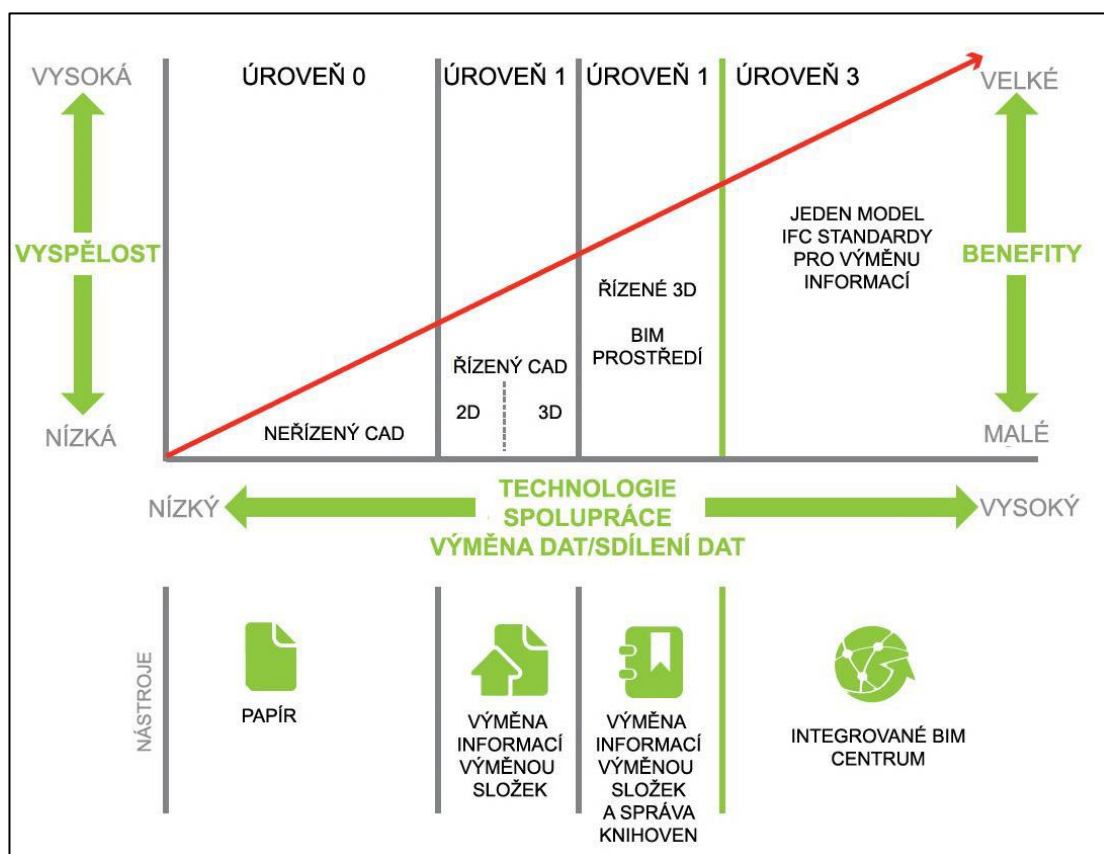 VYSOKÁ
ÚROVEŇ 0
ÚROVEŇ 1
ÚROVEŇ 1
ÚROVEŇ 3
VELKÉ
VYSPĚLOST
NÍZKÁ
NEŘÍZENÝ CAD
ŘÍZENÝ CAD
2D
3D
ŘÍZENÉ 3D
BIM
PROSTŘEDÍ
JEDEN MODEL
IFC STANDARDY
PRO VÝMĚNU
INFORMACÍ
BENEFITY
MALÉ
NÍZKÝ
TECHNOLOGIE
SPOLUPRÁCE
VÝMĚNA DAT/SDÍLENÍ DAT
VYSOKÝ
NÁSTROJE
PAPÍR
VÝMĚNA
INFORMACÍ
VÝMĚNOU
SLOŽEK
VÝMĚNA
INFORMACÍ
VÝMĚNOU
SLOŽEK
A SPRÁVA
KNIHOVEN
INTEGROVANÉ BIM
CENTRUM